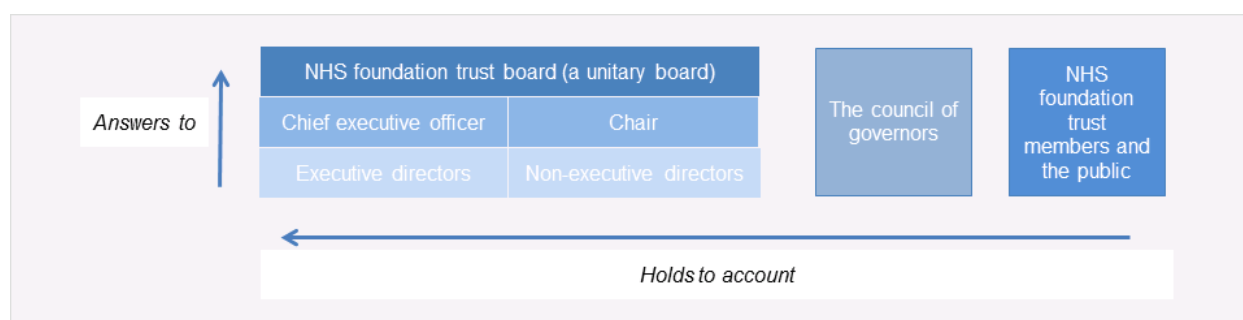 NHS foundation trust board (a unitary board)
Answers to
Chief executive officer
Chair
Executive directors
Non-executive directors
The council of
governors
NHS
foundation
trust
members and
the public
Holds to account